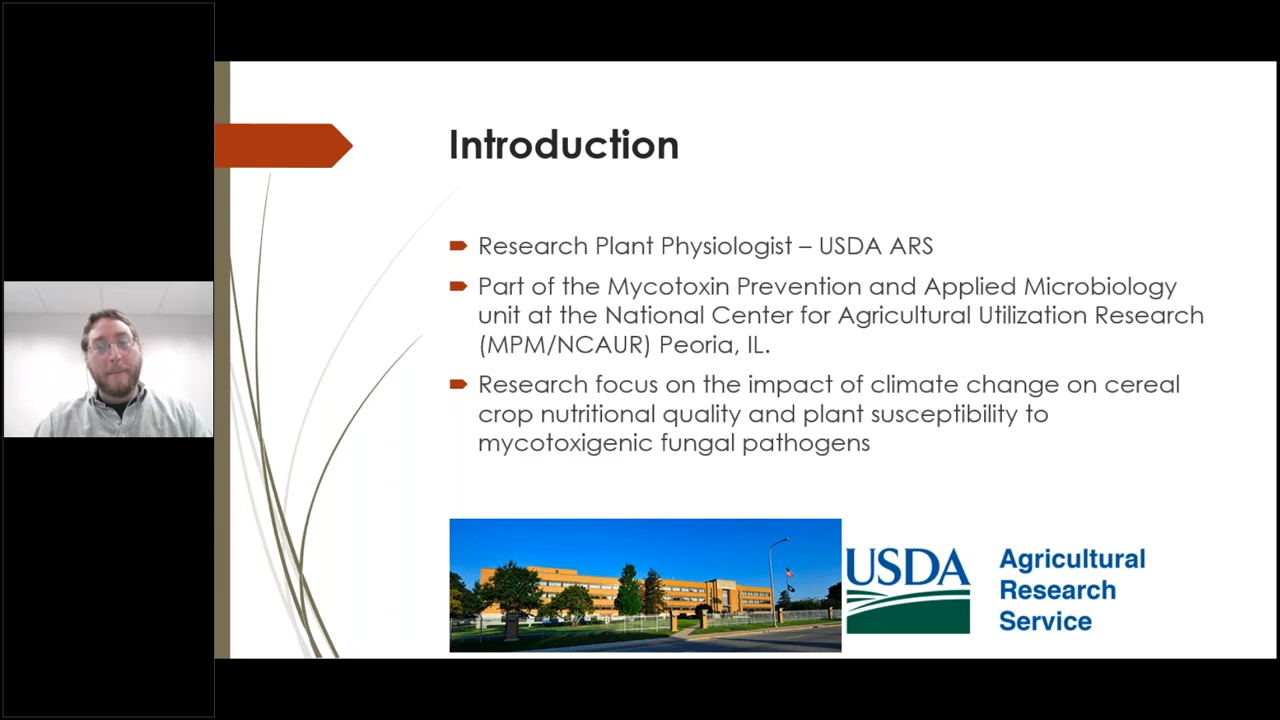 Introduction
Research Plant Physiologist – USDA ARS
Part of the Mycotoxin Prevention and Applied Microbiology
unit at the National Center for Agricultural Utilization Research
(MPM/NCAUR) Peoria, IL.
Research focus on the impact of climate change on cereal
crop nutritional quality and plant susceptibility to
mycotoxigenic fungal pathogens
USDA
Agricultural
Research
Service